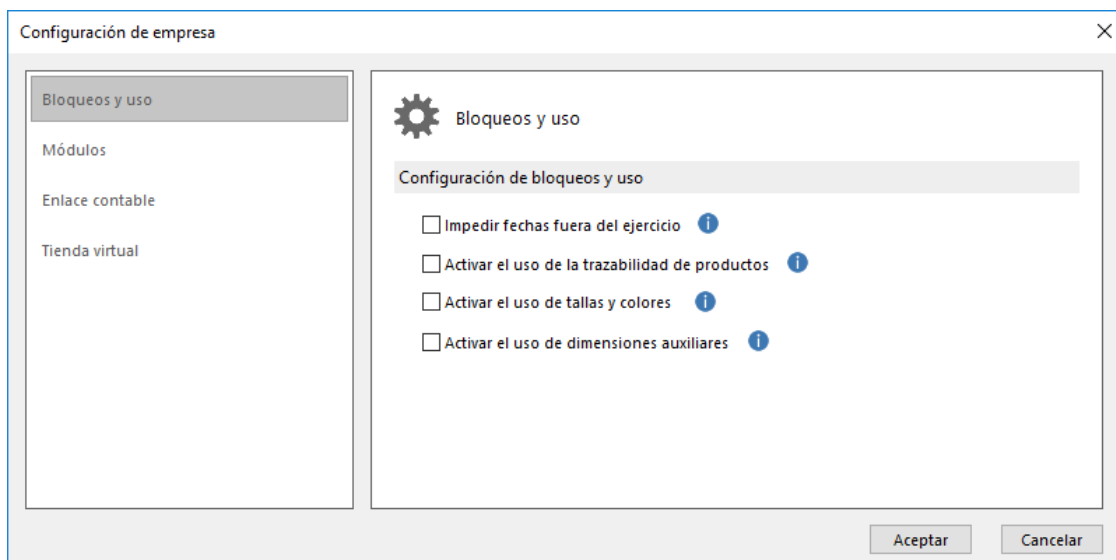 Configuración de empresa
Bloqueos y uso
Módulos
Enlace contable
Tienda virtual
Bloqueos y uso
Configuración de bloqueos y uso
Impedir fechas fuera del ejercicio
Activar el uso de la trazabilidad de productos
Activar el uso de tallas y colores
Activar el uso de dimensiones auxiliares
Aceptar
Cancelar